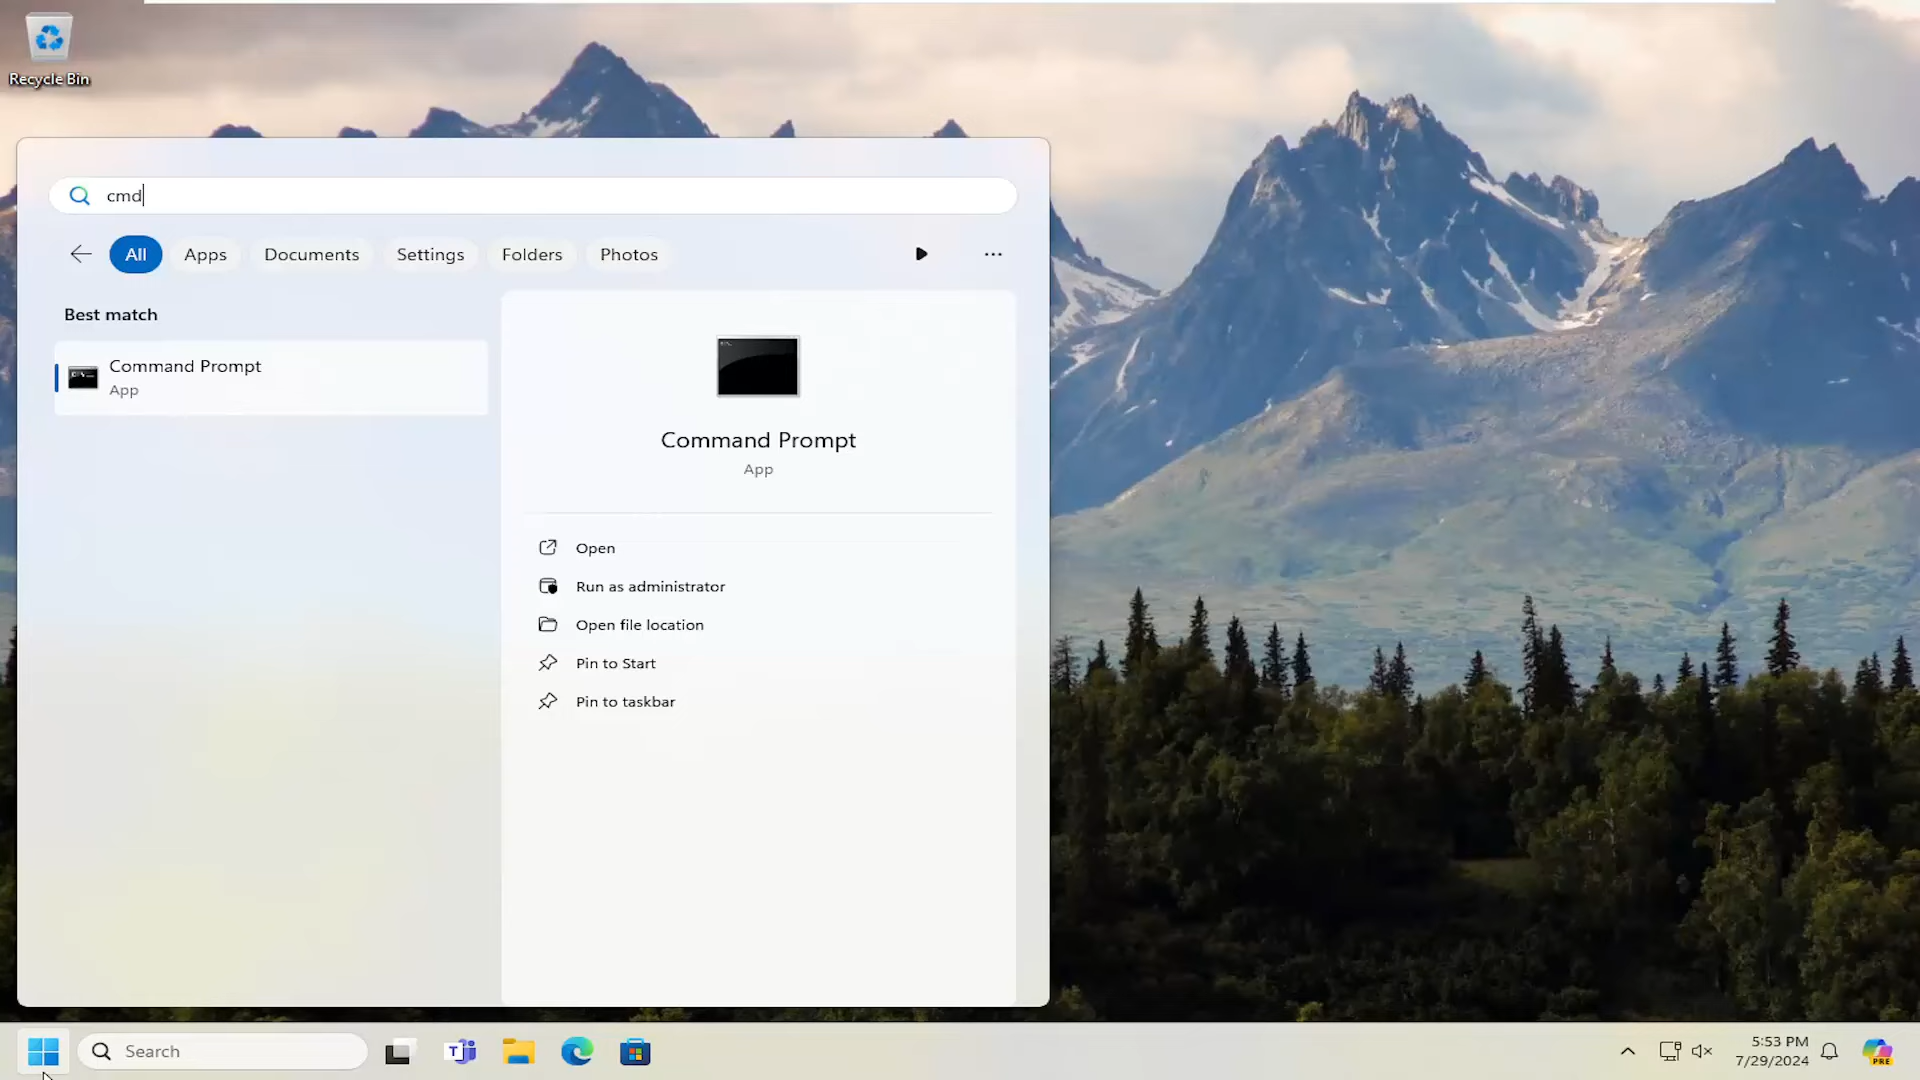 Recycle Bin
cmd
All
Apps
Documents
Settings
Folders
Photos
Best match
Command Prompt
App
Command Prompt
App
Open
Run as administrator
Open file location
Pin to Start
Pin to taskbar
Search
5:53 PM
7/29/2024
PRE